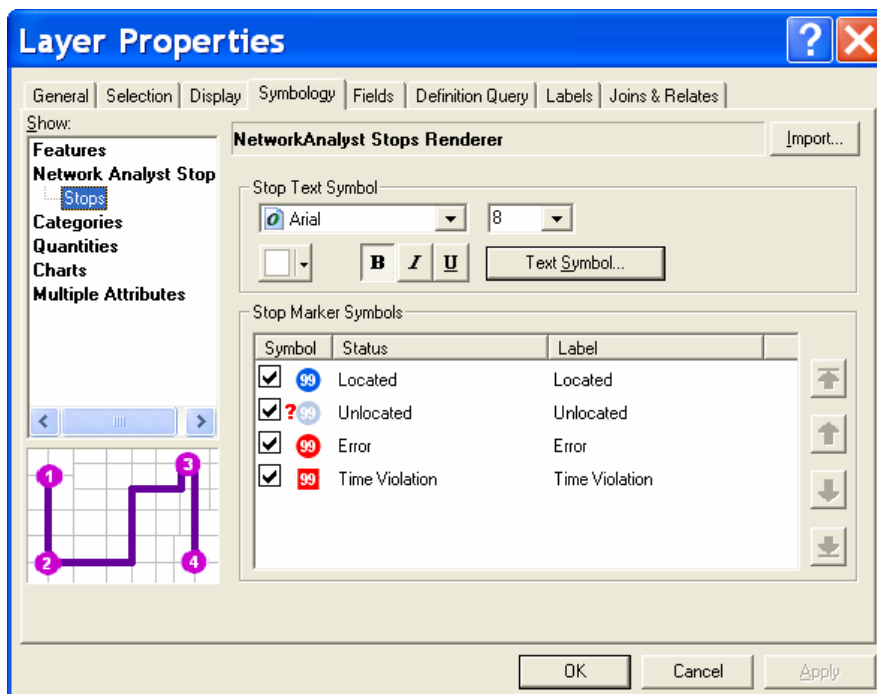 Layer Properties
?
General Selection Display Symbology Fields Definition Query Labels Joins & Relates
Show:
Features
Network Analyst Stop
Stops
Categories
Quantities
Charts
Multiple Attributes
NetworkAnalyst Stops Renderer
Import...
Stop Text Symbol
Arial
8
B I U
Text Symbol...
Stop Marker Symbols
Symbol Status Label
99 Located Located
?99 Unlocated Unlocated
99 Error Error
99 Time Violation Time Violation
1
3
2
4
OK Cancel Apply